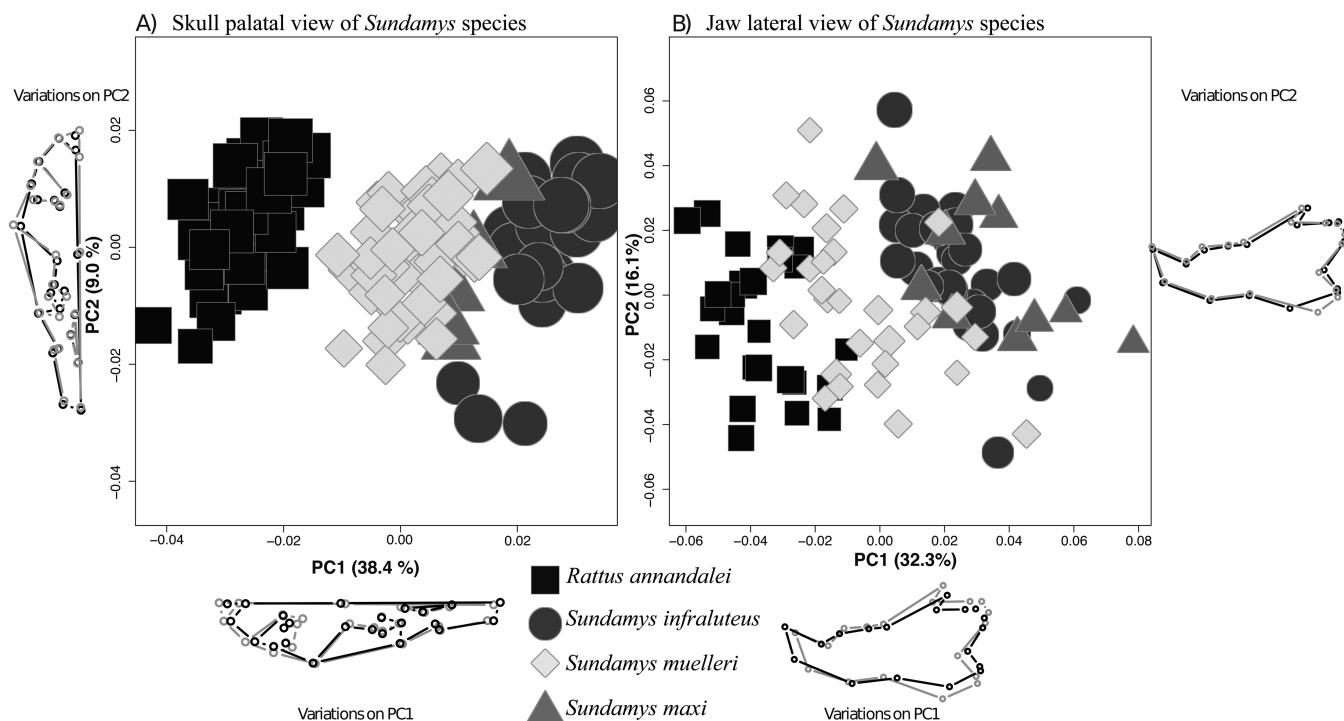 A) Skull palatal view of Sundamys species
B) Jaw lateral view of Sundamys species
Variations on PC2
Variations on PC2
PC2 (9.0 %)
0.02
0.00
−0.02
−0.04
−0.04
−0.02
0.00
0.02
PC1 (38.4 %)
PC2 (16.1%)
0.06
0.04
0.02
0.00
−0.02
−0.04
−0.06
−0.06
−0.04
−0.02
0.00
0.02
0.04
0.06
0.08
PC1 (32.3%)
Rattus annandalei
Sundamys infraluteus
Sundamys muelleri
Sundamys maxi
Variations on PC1
Variations on PC1